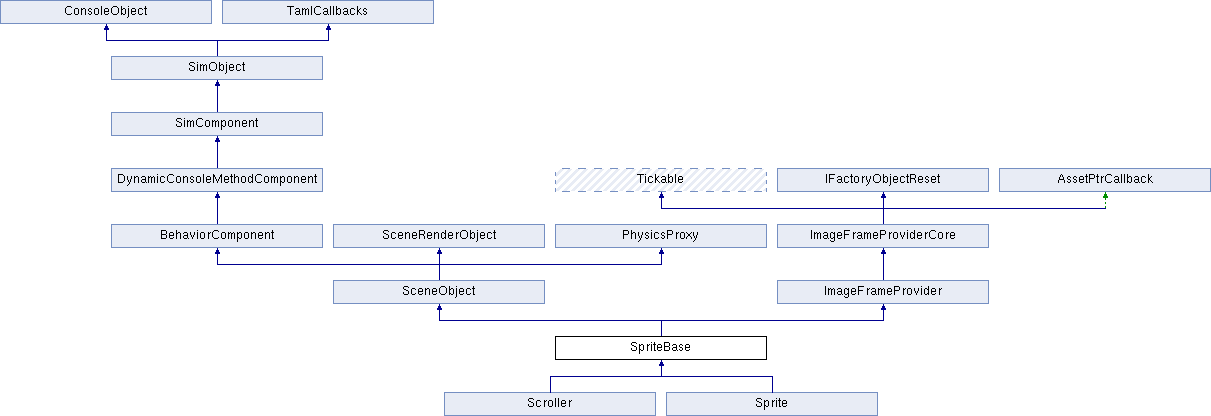 ConsoleObject
TamlCallbacks
SimObject
SimComponent
DynamicConsoleMethodComponent
Tickable
IFactoryObjectReset
AssetPtrCallback
BehaviorComponent
SceneRenderObject
PhysicsProxy
ImageFrameProviderCore
SceneObject
ImageFrameProvider
SpriteBase
Scroller
Sprite